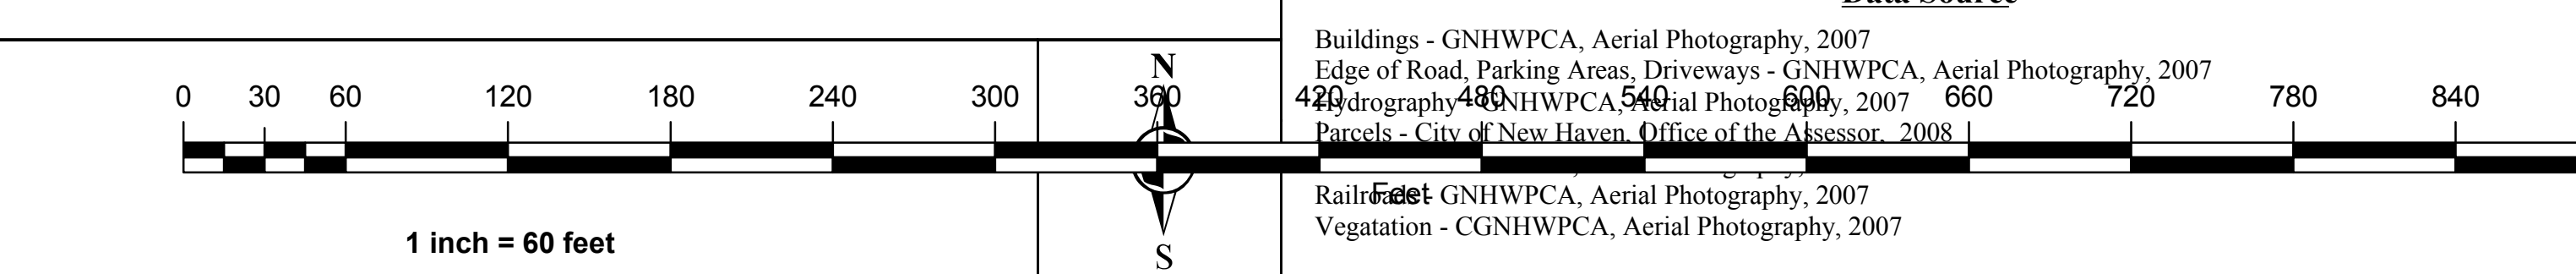 Data Source
Buildings - GNHWPCA, Aerial Photography, 2007
Edge of Road, Parking Areas, Driveways - GNHWPCA, Aerial Photography, 2007
Hydrography - GNHWPCA, Aerial Photography, 2007
Parcels - City of New Haven, Office of the Assessor, 2008
Railroads - GNHWPCA, Aerial Photography, 2007
Vegatation - CGNHWPCA, Aerial Photography, 2007
N
0 30 60 120 180 240 300 360 420 480 540 600 660 720 780 840
Feet
1 inch = 60 feet
S